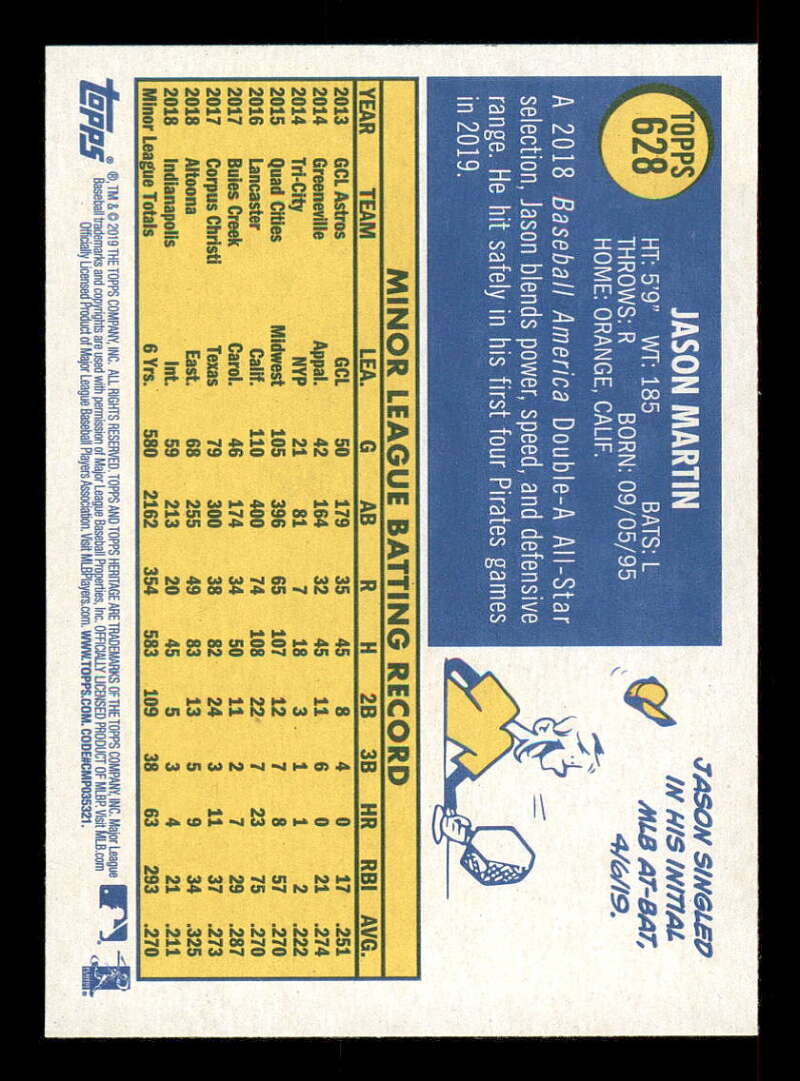 TOPPS
628
JASON MARTIN
HT: 5'9" WT: 185 BATS: L
THROWS: R BORN: 09/05/95
HOME: ORANGE, CALIF.
A 2018 Baseball America Double-A All-Star
selection, Jason blends power, speed, and defensive
range. He hit safely in his first four Pirates games
in 2019.
JASON SINGLED
IN HIS INITIAL
MLB AT-BAT,
4/6/19.
MINOR LEAGUE BATTING RECORD
YEAR TEAM LEA. G AB R H 2B 3B HR RBI AVG.
2013 GCL Astros GCL 50 179 35 45 8 4 0 17 .251
2014 Greeneville Appal. 42 164 32 45 11 6 0 21 .274
2014 Tri-City NYP 21 81 7 18 3 1 1 2 .222
2015 Quad Cities Midwest 105 396 65 107 12 7 8 57 .270
2016 Lancaster Calif. 110 400 74 108 22 7 23 75 .270
2017 Buies Creek Carol. 46 174 34 50 11 2 7 29 .287
2017 Corpus Christi Texas 79 300 38 82 24 3 11 37 .273
2018 Altoona East. 68 255 49 83 13 5 9 34 .325
2018 Indianapolis Int. 59 213 20 45 5 3 4 21 .211
Minor League Totals 6 Yrs. 580 2162 354 583 109 38 63 293 .270
topps®
®, TM & © 2019 THE TOPPS COMPANY, INC. ALL RIGHTS RESERVED. TOPPS AND TOPPS HERITAGE ARE TRADEMARKS OF THE TOPPS COMPANY, INC. Major League
Baseball trademarks and copyrights are used with permission of Major League Baseball Properties, Inc. OFFICIALLY LICENSED PRODUCT OF MLBP. Visit MLB.com
Officially Licensed Product of Major League Baseball Players Association. Visit MLBPlayers.com. WWW.TOPPS.COM. CODE#CMP035321.